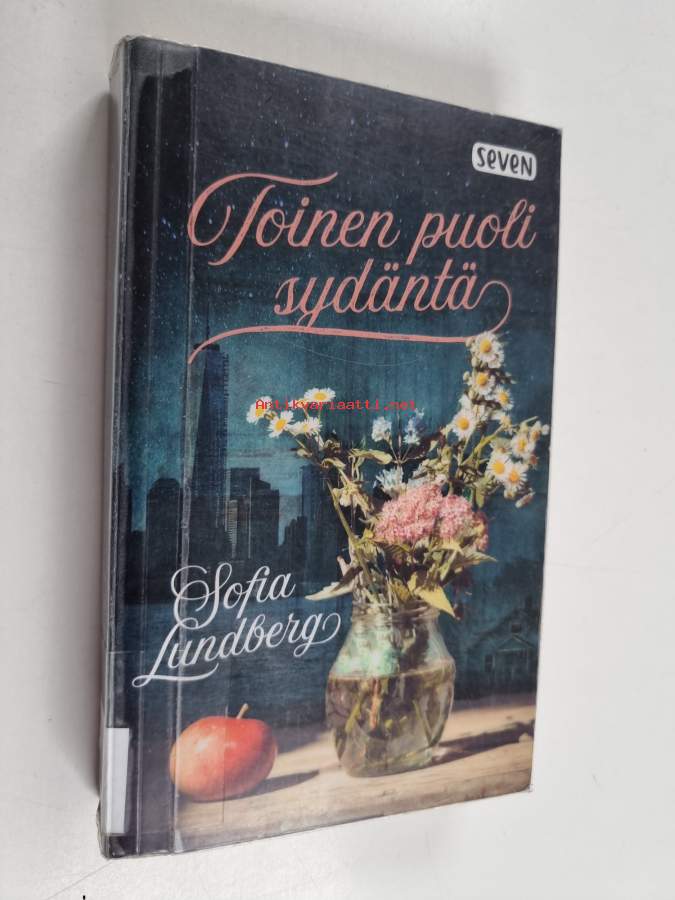 seven
Toinen puoli
sydäntä
Antikvariaatti.net
Sofia
Lundberg